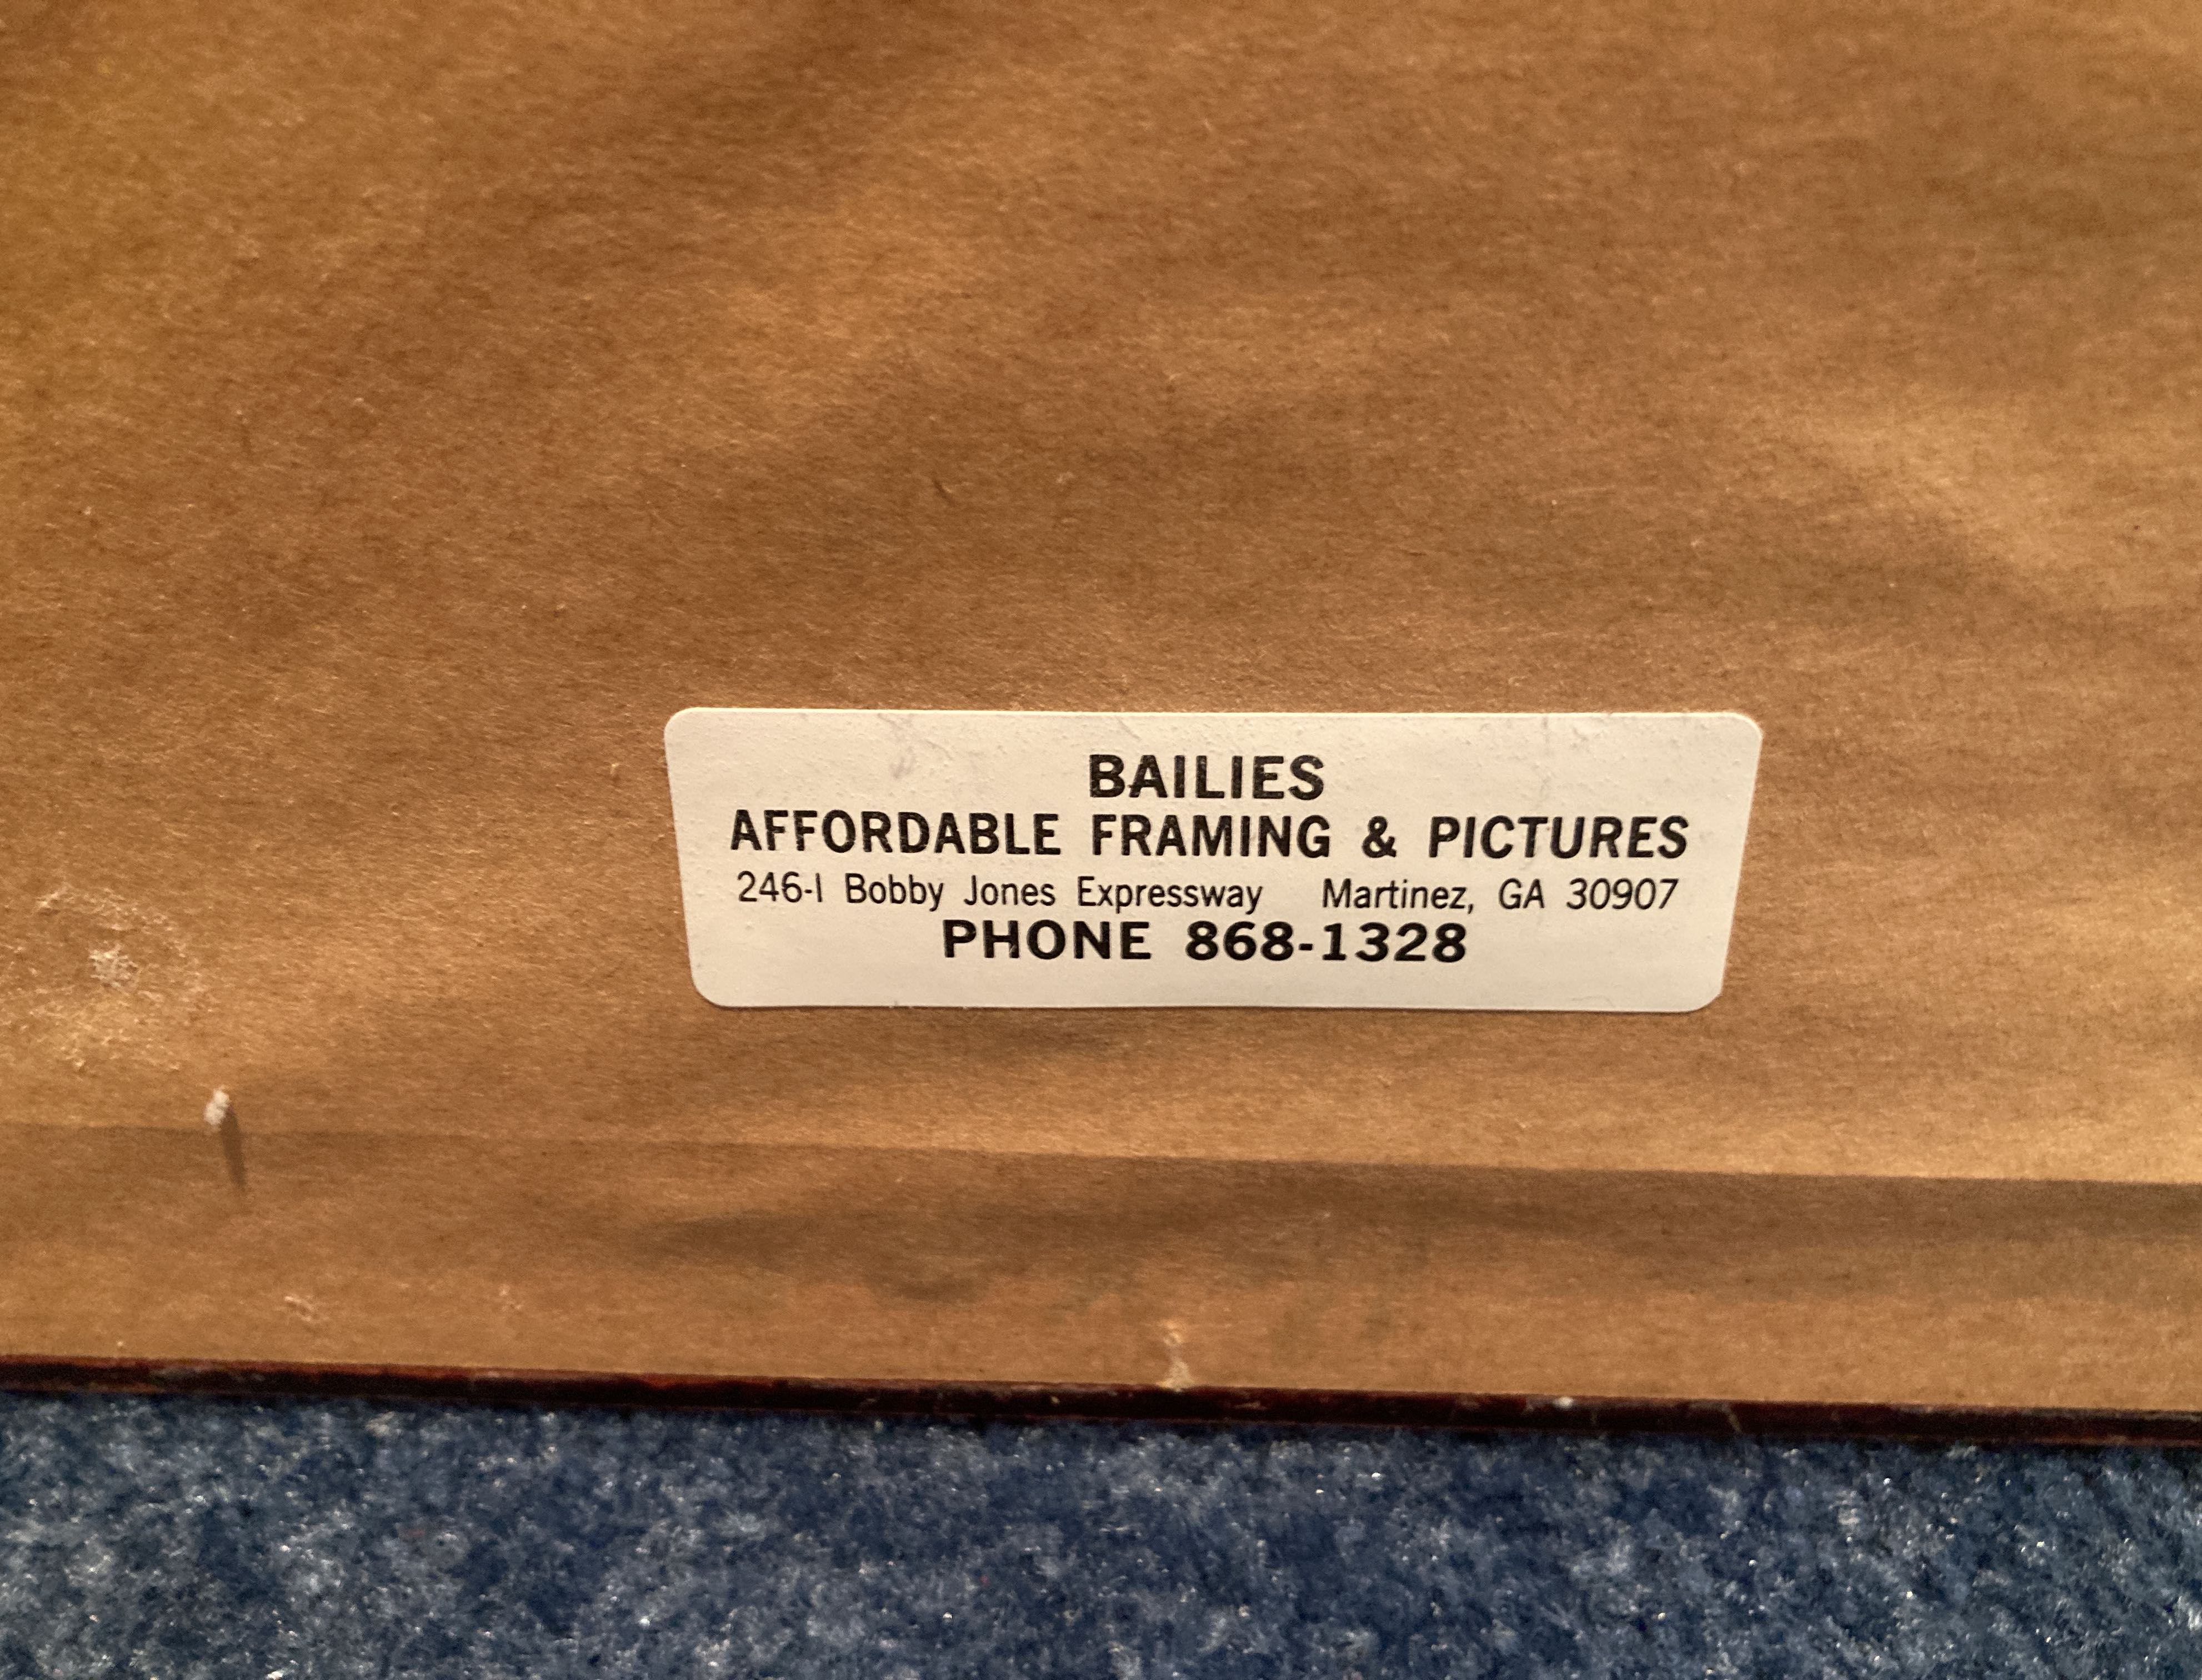 BAILIES
AFFORDABLE FRAMING & PICTURES
246-I Bobby Jones Expressway Martinez, GA 30907
PHONE 868-1328